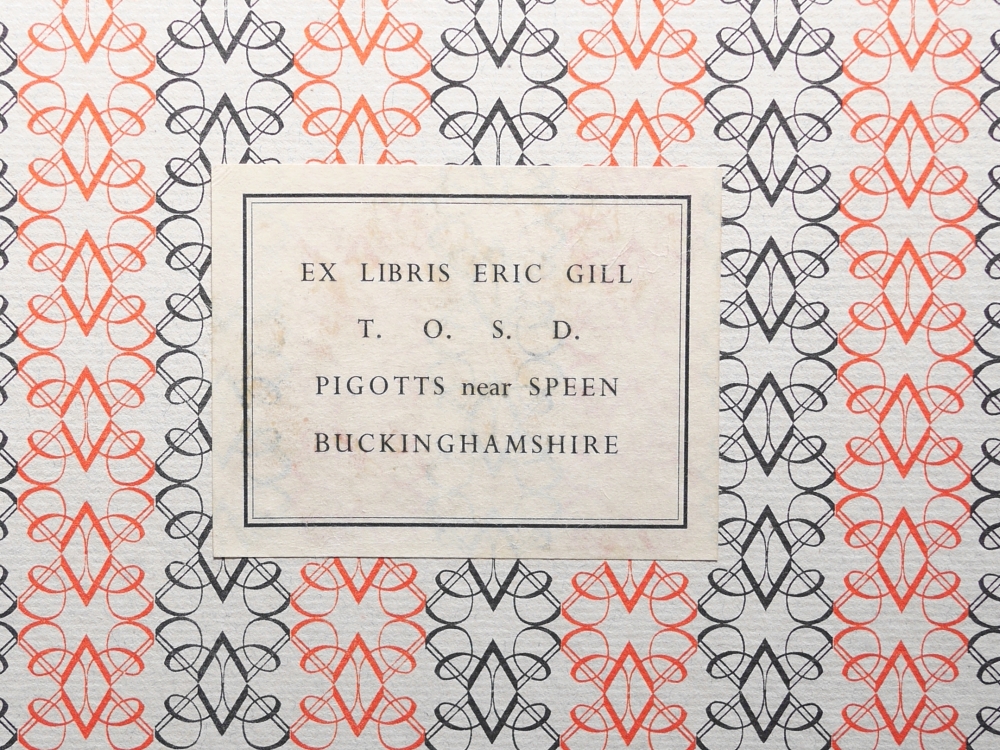 EX LIBRIS ERIC GILL
T. O. S. D.
PIGOTTS near SPEEN
BUCKINGHAMSHIRE